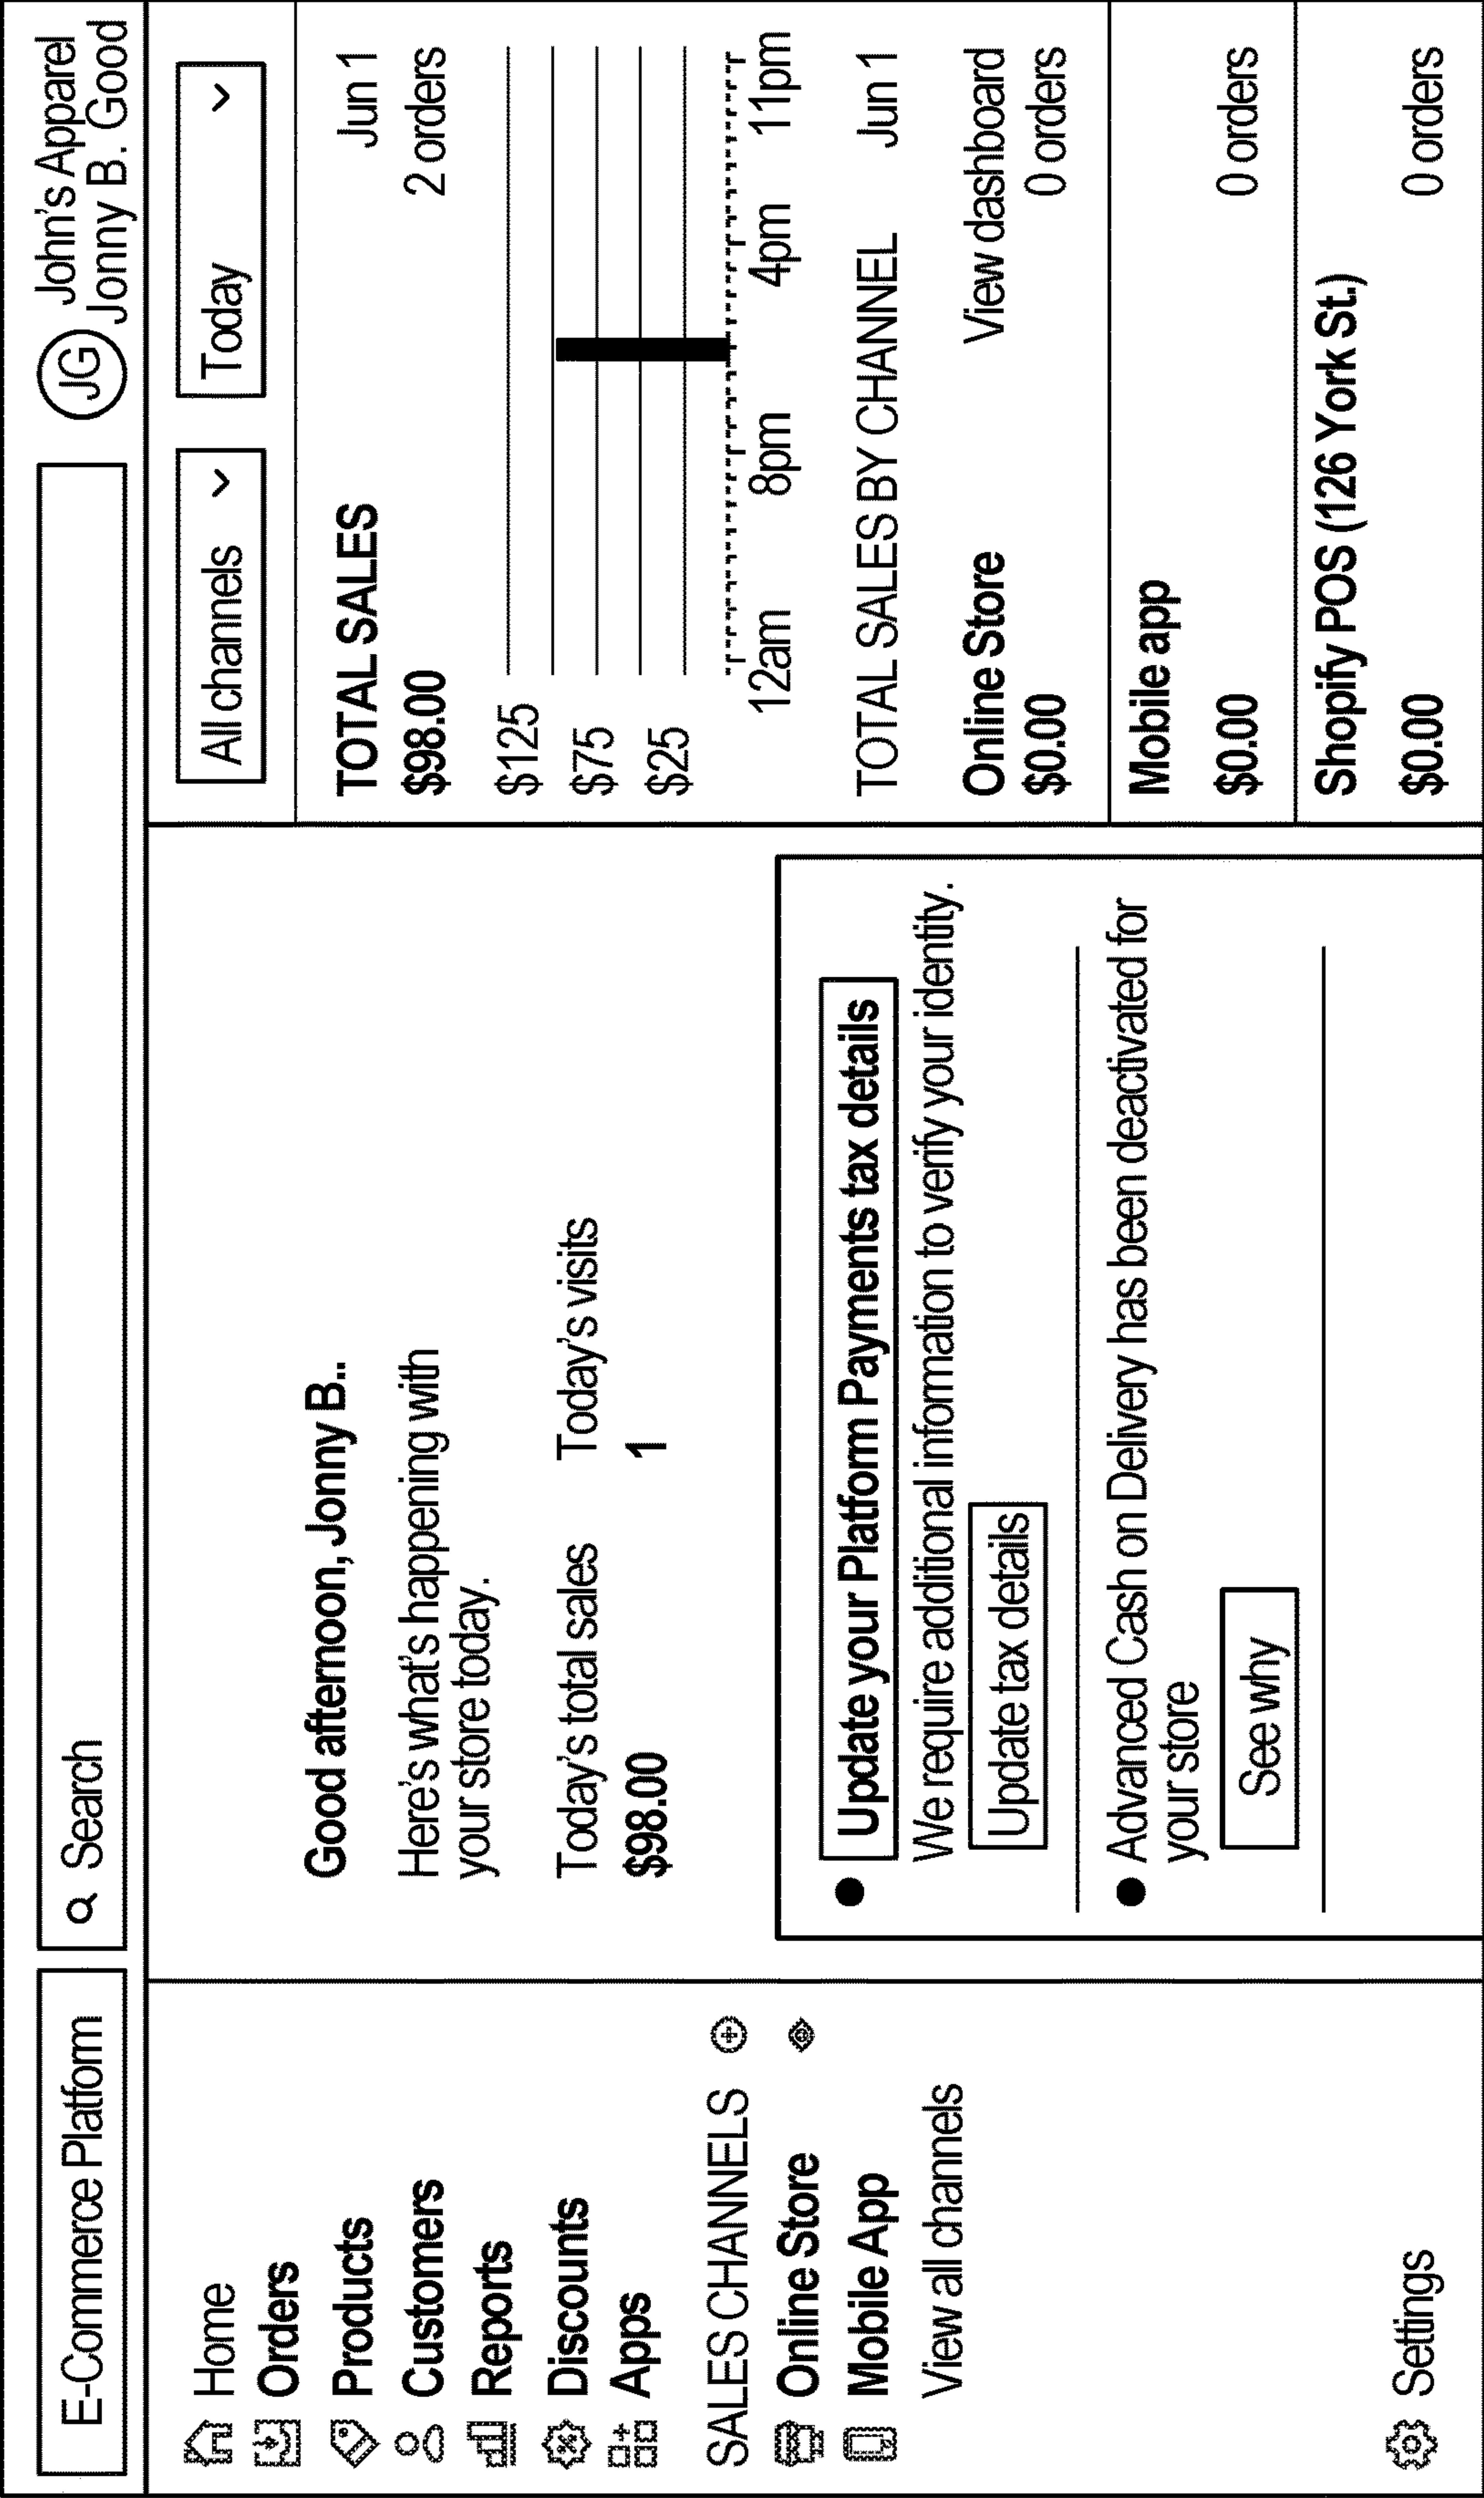 E-Commerce Platform
Search
JG
John's Apparel
Jonny B. Good
Home
Orders
Products
Customers
Reports
Discounts
Apps
SALES CHANNELS
Online Store
Mobile App
View all channels
Settings
Good afternoon, Jonny B..
Here's what's happening with
your store today.
Today's total sales Today's visits
$98.00 1
Update your Platform Payments tax details
We require additional information to verify your identity.
Update tax details
Advanced Cash on Delivery has been deactivated for
your store
See why
All channels
Today
TOTAL SALES Jun 1
$98.00 2 orders
$125
$75
$25
12am 8pm 4pm 11pm
TOTAL SALES BY CHANNEL Jun 1
Online Store View dashboard
$0.00 0 orders
Mobile app
$0.00 0 orders
Shopify POS (126 York St.)
$0.00 0 orders